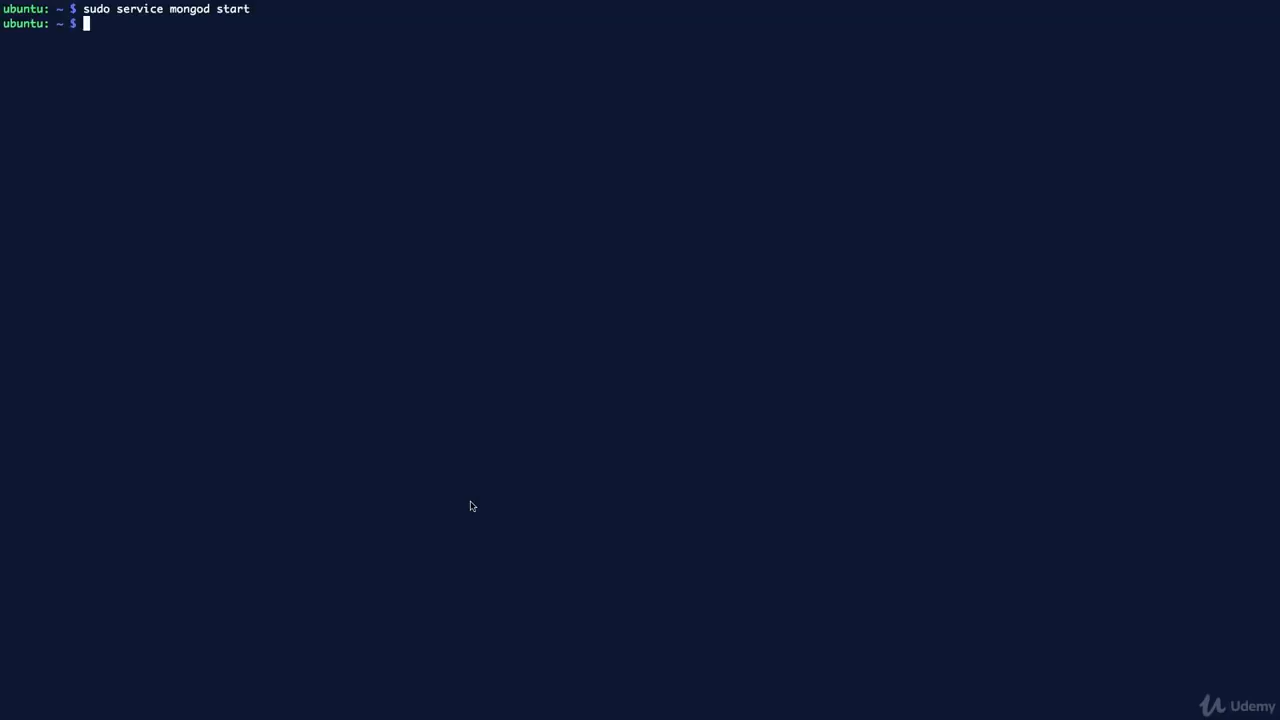 ubuntu: ~ $ sudo service mongod start
ubuntu: ~ $
Udemy